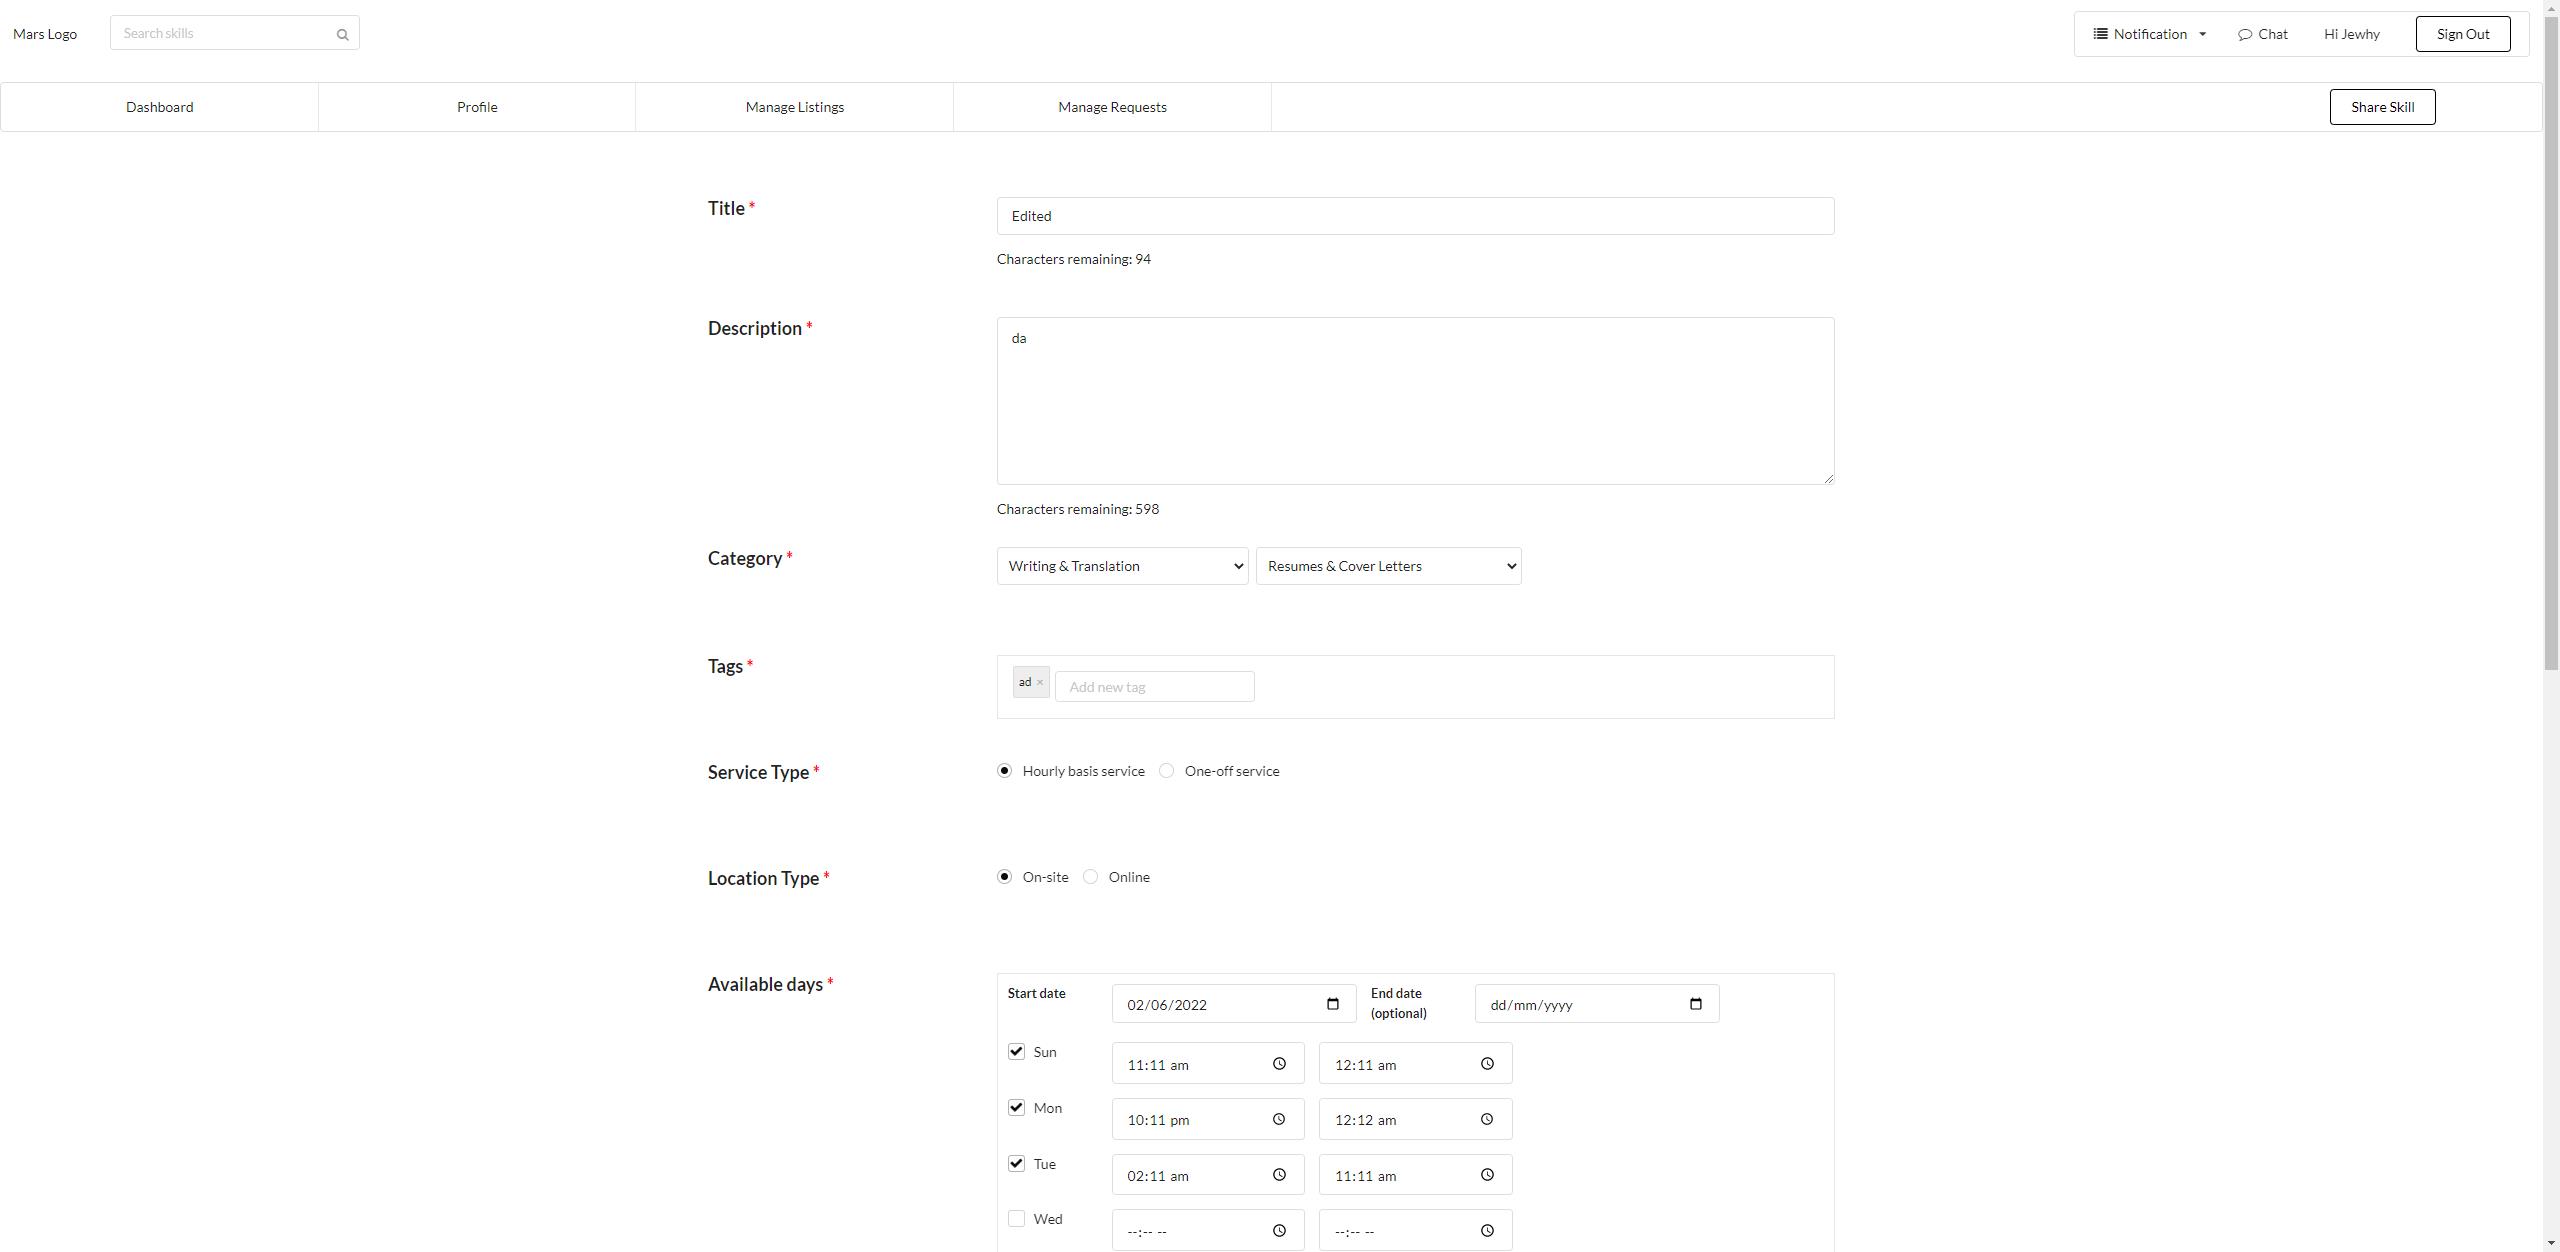 Mars Logo
Search skills
Notification
Chat
Hi Jewhy
Sign Out
Dashboard
Profile
Manage Listings
Manage Requests
Share Skill
Title *
Edited
Characters remaining: 94
Description *
da
Characters remaining: 598
Category *
Writing & Translation
Resumes & Cover Letters
Tags *
ad ×
Add new tag
Service Type *
Hourly basis service
One-off service
Location Type *
On-site
Online
Available days *
Start date
02/06/2022
End date
(optional)
dd/mm/yyyy
Sun
11:11 am
12:11 am
Mon
10:11 pm
12:12 am
Tue
02:11 am
11:11 am
Wed
--:-- --
--:-- --